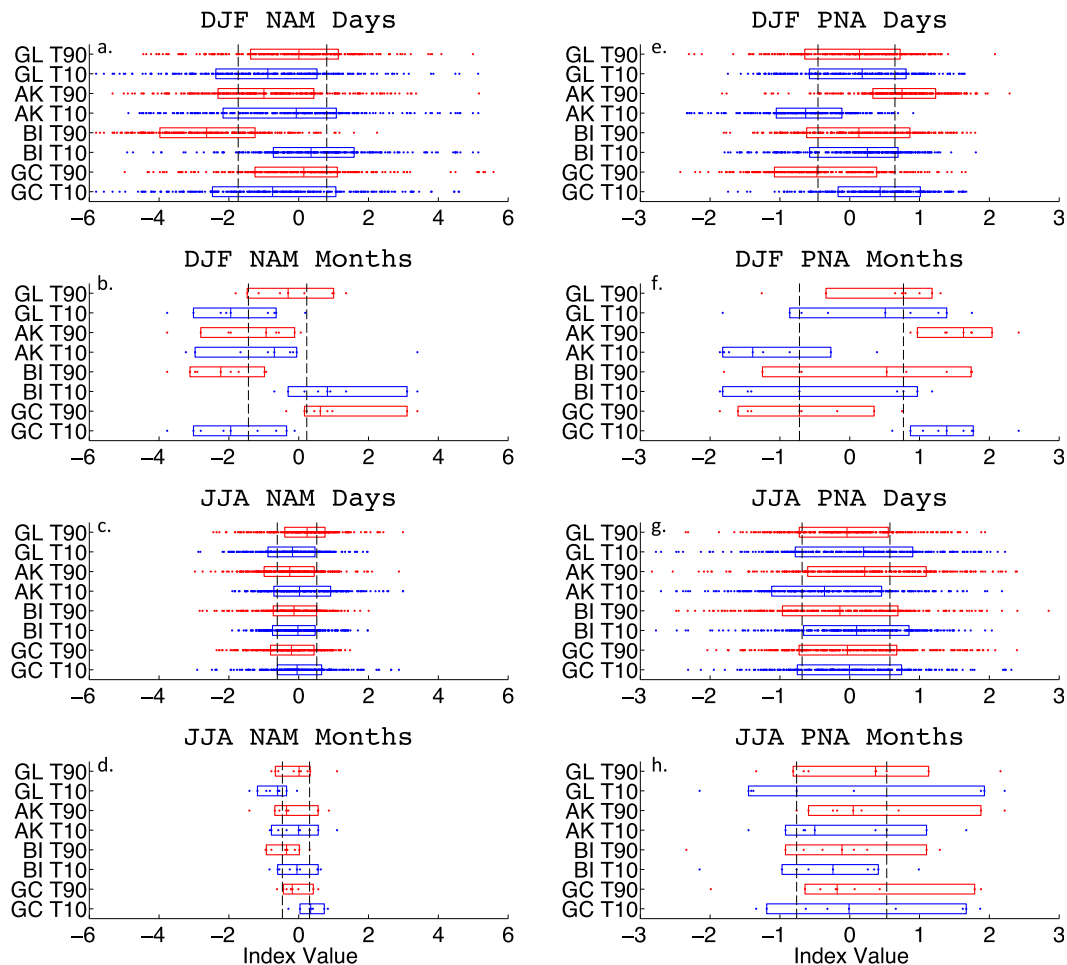 DJF NAM Days
a.
GL T90
GL T10
AK T90
AK T10
BI T90
BI T10
GC T90
GC T10
−6 −4 −2 0 2 4 6
DJF NAM Months
b.
GL T90
GL T10
AK T90
AK T10
BI T90
BI T10
GC T90
GC T10
−6 −4 −2 0 2 4 6
JJA NAM Days
c.
GL T90
GL T10
AK T90
AK T10
BI T90
BI T10
GC T90
GC T10
−6 −4 −2 0 2 4 6
JJA NAM Months
d.
GL T90
GL T10
AK T90
AK T10
BI T90
BI T10
GC T90
GC T10
−6 −4 −2 0 2 4 6
Index Value
DJF PNA Days
e.
GL T90
GL T10
AK T90
AK T10
BI T90
BI T10
GC T90
GC T10
−3 −2 −1 0 1 2 3
DJF PNA Months
f.
GL T90
GL T10
AK T90
AK T10
BI T90
BI T10
GC T90
GC T10
−3 −2 −1 0 1 2 3
JJA PNA Days
g.
GL T90
GL T10
AK T90
AK T10
BI T90
BI T10
GC T90
GC T10
−3 −2 −1 0 1 2 3
JJA PNA Months
h.
GL T90
GL T10
AK T90
AK T10
BI T90
BI T10
GC T90
GC T10
−3 −2 −1 0 1 2 3
Index Value